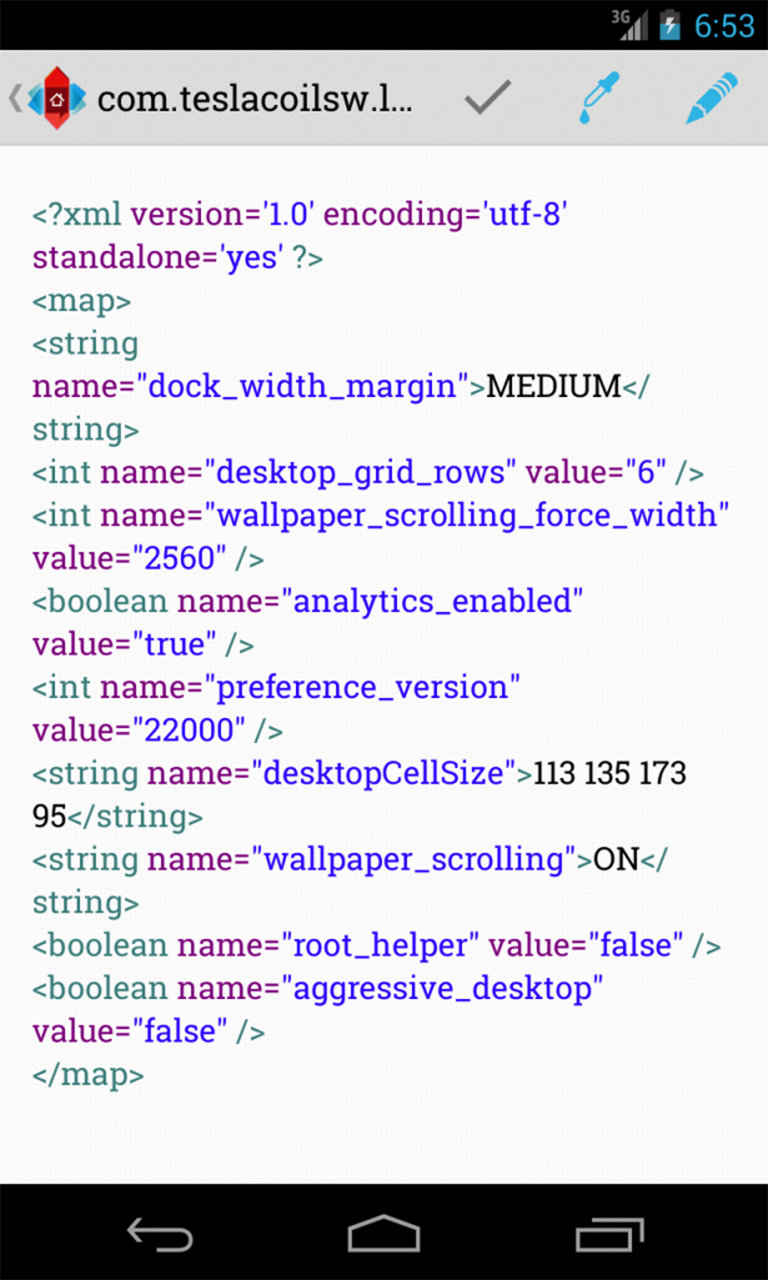 3G 6:53
com.teslacoilsw.l...
<?xml version='1.0' encoding='utf-8'
standalone='yes' ?>
<map>
<string
name="dock_width_margin">MEDIUM</
string>
<int name="desktop_grid_rows" value="6" />
<int name="wallpaper_scrolling_force_width"
value="2560" />
<boolean name="analytics_enabled"
value="true" />
<int name="preference_version"
value="22000" />
<string name="desktopCellSize">113 135 173
95</string>
<string name="wallpaper_scrolling">ON</
string>
<boolean name="root_helper" value="false" />
<boolean name="aggressive_desktop"
value="false" />
</map>